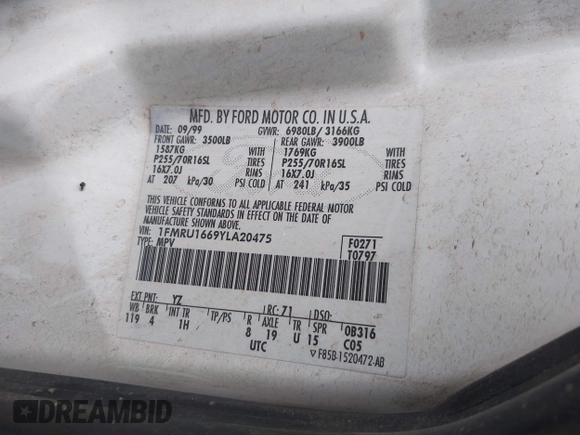 MFD. BY FORD MOTOR CO. IN U.S.A.
DATE: 09/99 GVWR: 6980LB/ 3166KG
FRONT GAWR: 3500LB REAR GAWR: 3900LB
1587KG WITH 1769KG WITH
P255/70R16SL TIRES P255/70R16SL TIRES
16X7.0J RIMS 16X7.0J RIMS
AT 207 kPa/30 PSI COLD AT 241 kPa/35 PSI COLD
THIS VEHICLE CONFORMS TO ALL APPLICABLE FEDERAL MOTOR
VEHICLE SAFETY STANDARDS IN EFFECT ON THE DATE OF
MANUFACTURE SHOWN ABOVE.
VIN: 1FMRU1669YLA20475 F0271
TYPE: MPV T0797
EXT PNT: YZ RC: 71 DSO:
WB BRK INT TR TP/PS R AXLE TR SPR 0B316
119 4 1H 8 19 U 15 C05
UTC ▽F85B-1520472-AB
DREAMBID